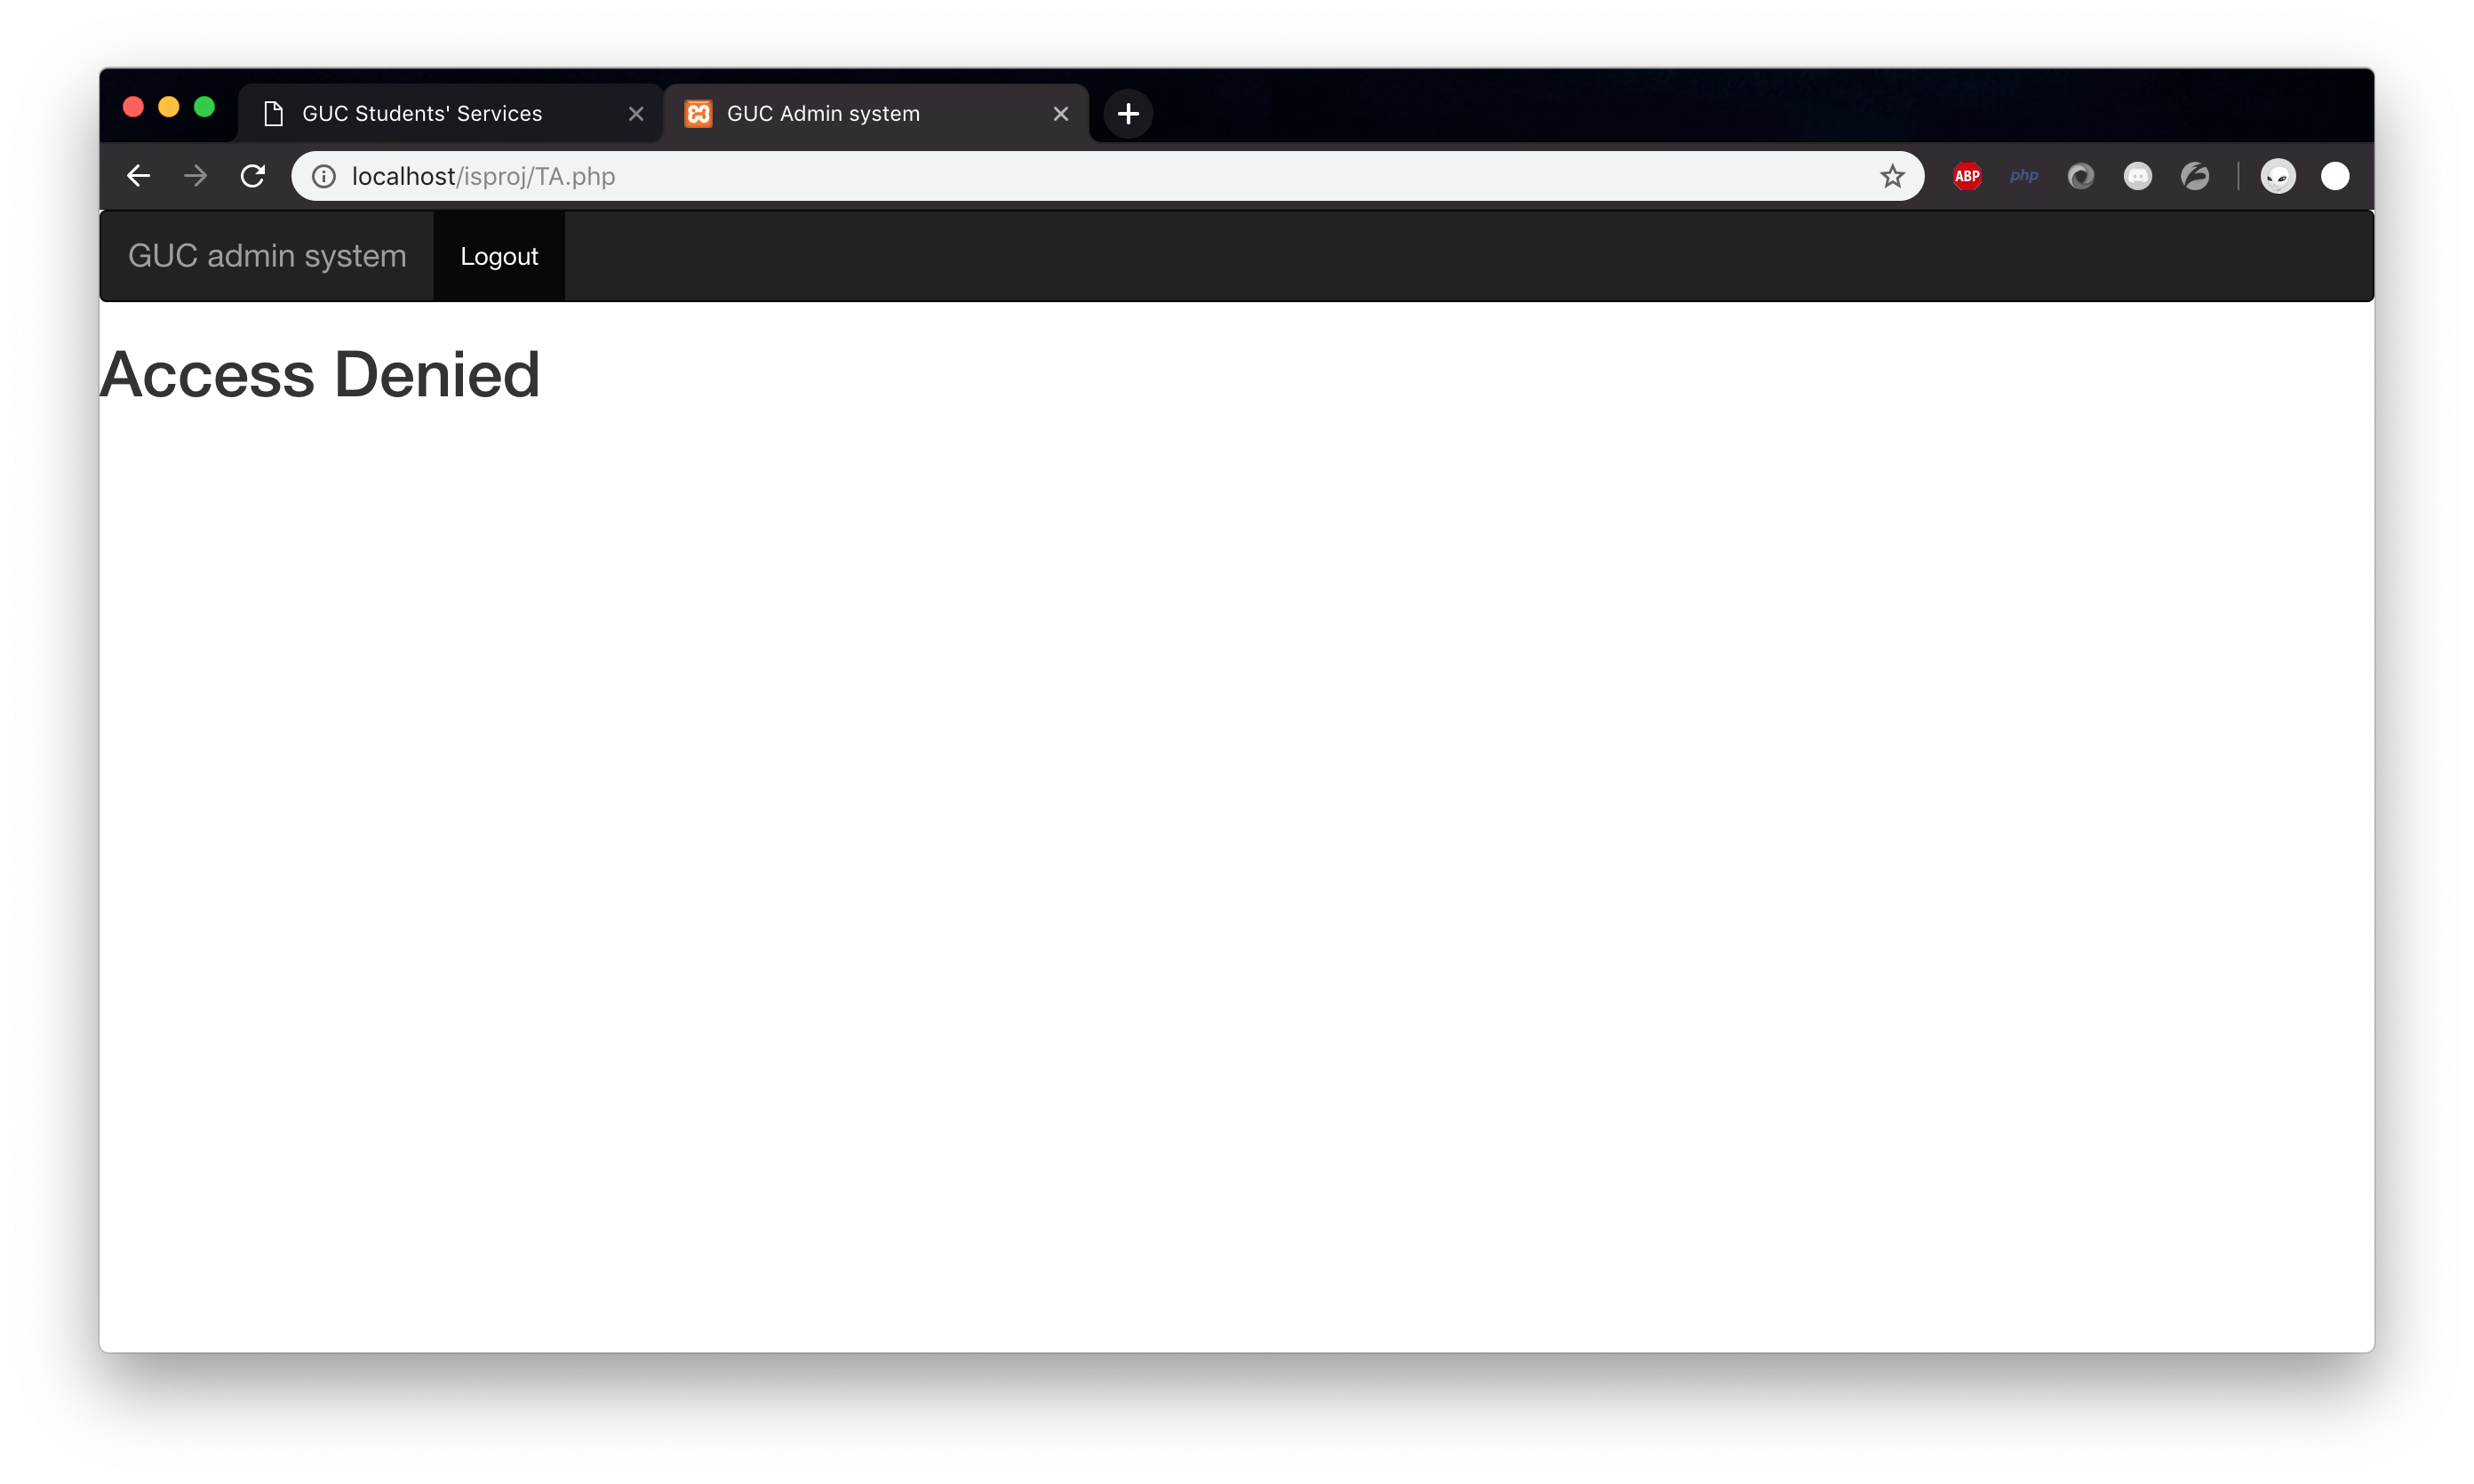 GUC Students' Services
GUC Admin system
localhost/isproj/TA.php
ABP
php
GUC admin system
Logout
Access Denied